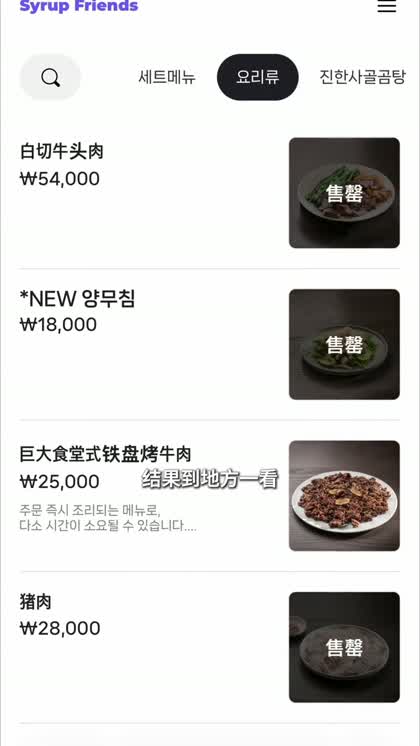 Syrup Friends
세트메뉴 요리류 진한사골곰탕
白切牛头肉
₩54,000
售罄
*NEW 양무침
₩18,000
售罄
巨大食堂式铁盘烤牛肉
₩25,000
结果到地方一看
주문 즉시 조리되는 메뉴로,
다소 시간이 소요될 수 있습니다....
猪肉
₩28,000
售罄